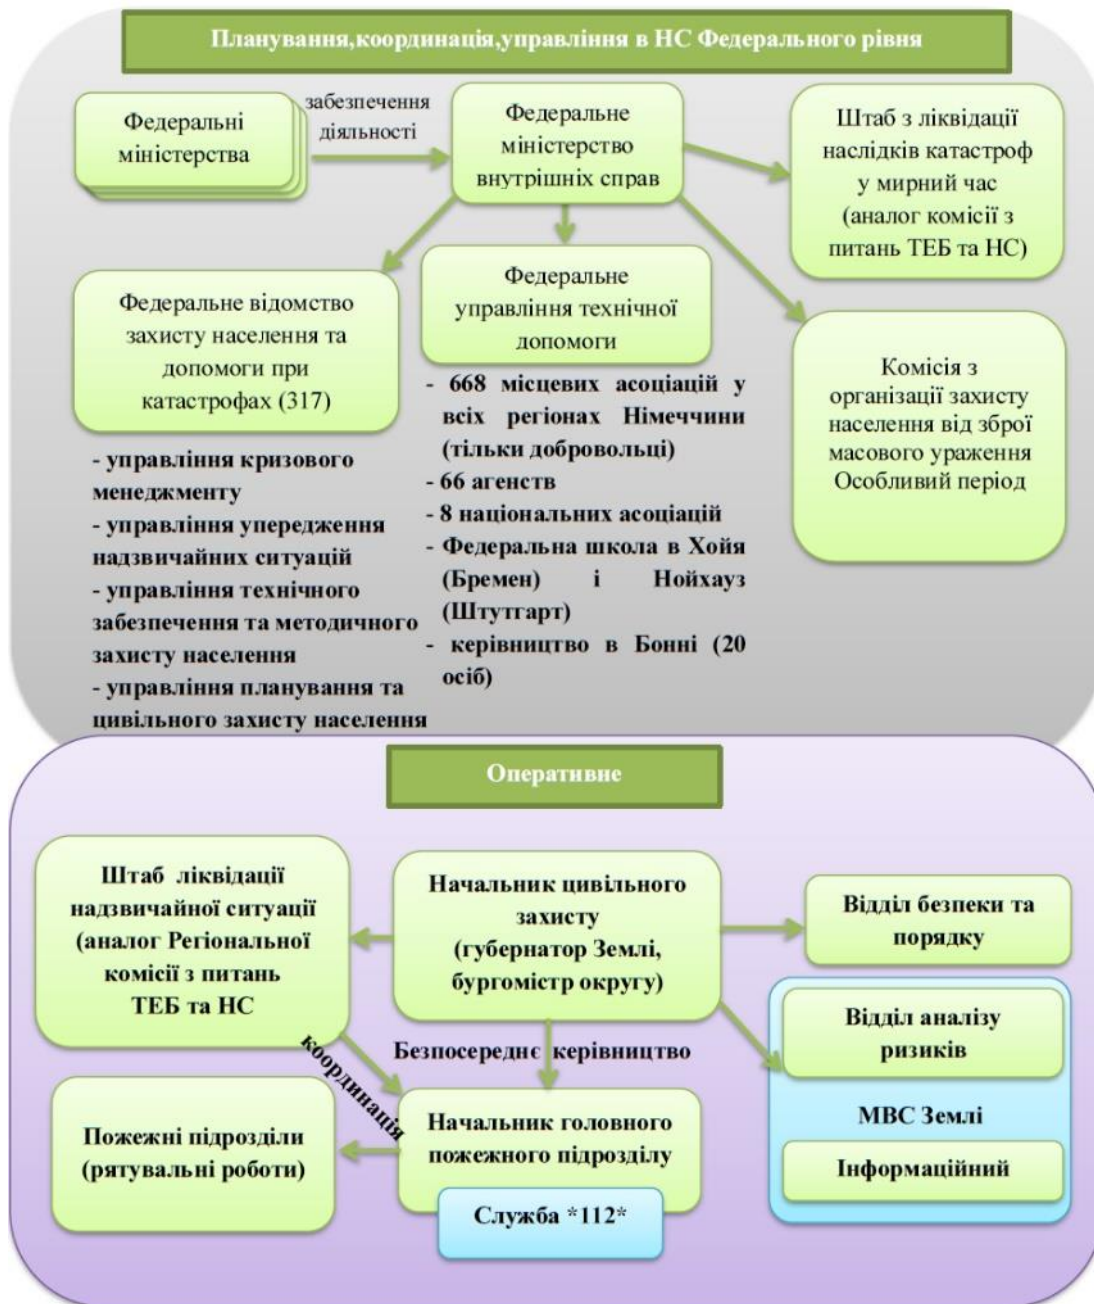 Планування,координація,управління в НС Федерального рівня
Федеральні
міністерства
забезпечення
діяльності
Федеральне
міністерство
внутрішніх справ
Штаб з ліквідації
наслідків катастроф
у мирний час
(аналог комісії з
питань ТЕБ та НС)
Федеральне відомство
захисту населення та
допомоги при
катастрофах (317)
Федеральне
управління технічної
допомоги
Комісія з
організації захисту
населення від зброї
масового ураження
Особливий період
- управління кризового
менеджменту
- управління упередження
надзвичайних ситуацій
- управління технічного
забезпечення та методичного
захисту населення
- управління планування та
цивільного захисту населення
- 668 місцевих асоціацій у
всіх регіонах Німеччини
(тільки добровольці)
- 66 агенств
- 8 національних асоціацій
- Федеральна школа в Хойя
(Бремен) і Нойхауз
(Штутгарт)
- керівництво в Бонні (20
осіб)
Оперативне
Штаб ліквідації
надзвичайної ситуації
(аналог Регіональної
комісії з питань
ТЕБ та НС
Начальник цивільного
захисту
(губернатор Землі,
бургомістр округу)
Відділ безпеки та
порядку
Відділ аналізу
ризиків
МВС Землі
Інформаційний
координація
Безпосереднє керівництво
Пожежні підрозділи
(рятувальні роботи)
Начальник головного
пожежного підрозділу
Служба *112*